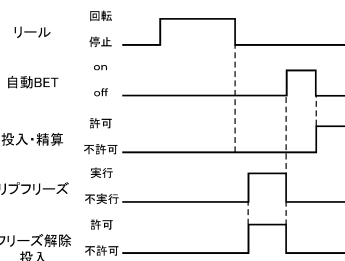 回転
リール
停止
on
自動BET
off
許可
投入・精算
不許可
実行
リプフリーズ
不実行
許可
フリーズ解除
投入
不許可